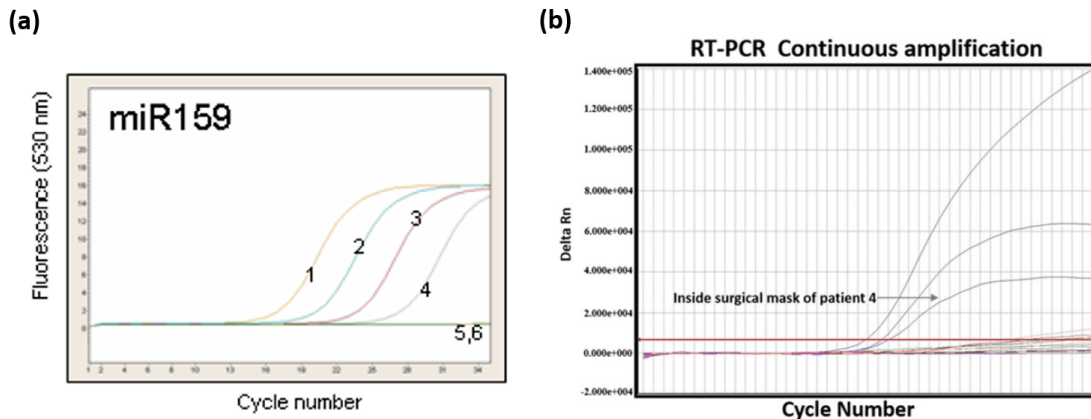 (a)
miR159
Fluorescence (530 nm)
24
22
20
18
16
14
12
10
8
6
4
2
0
1
2
3
4
5,6
1 2 4 6 8 10 13 16 19 22 25 28 31 34
Cycle number
(b)
RT-PCR Continuous amplification
Delta Rn
1.400e+005
1.200e+005
1.000e+005
8.000e+004
6.000e+004
4.000e+004
2.000e+004
0.000e+000
-2.000e+004
Inside surgical mask of patient 4
Cycle Number